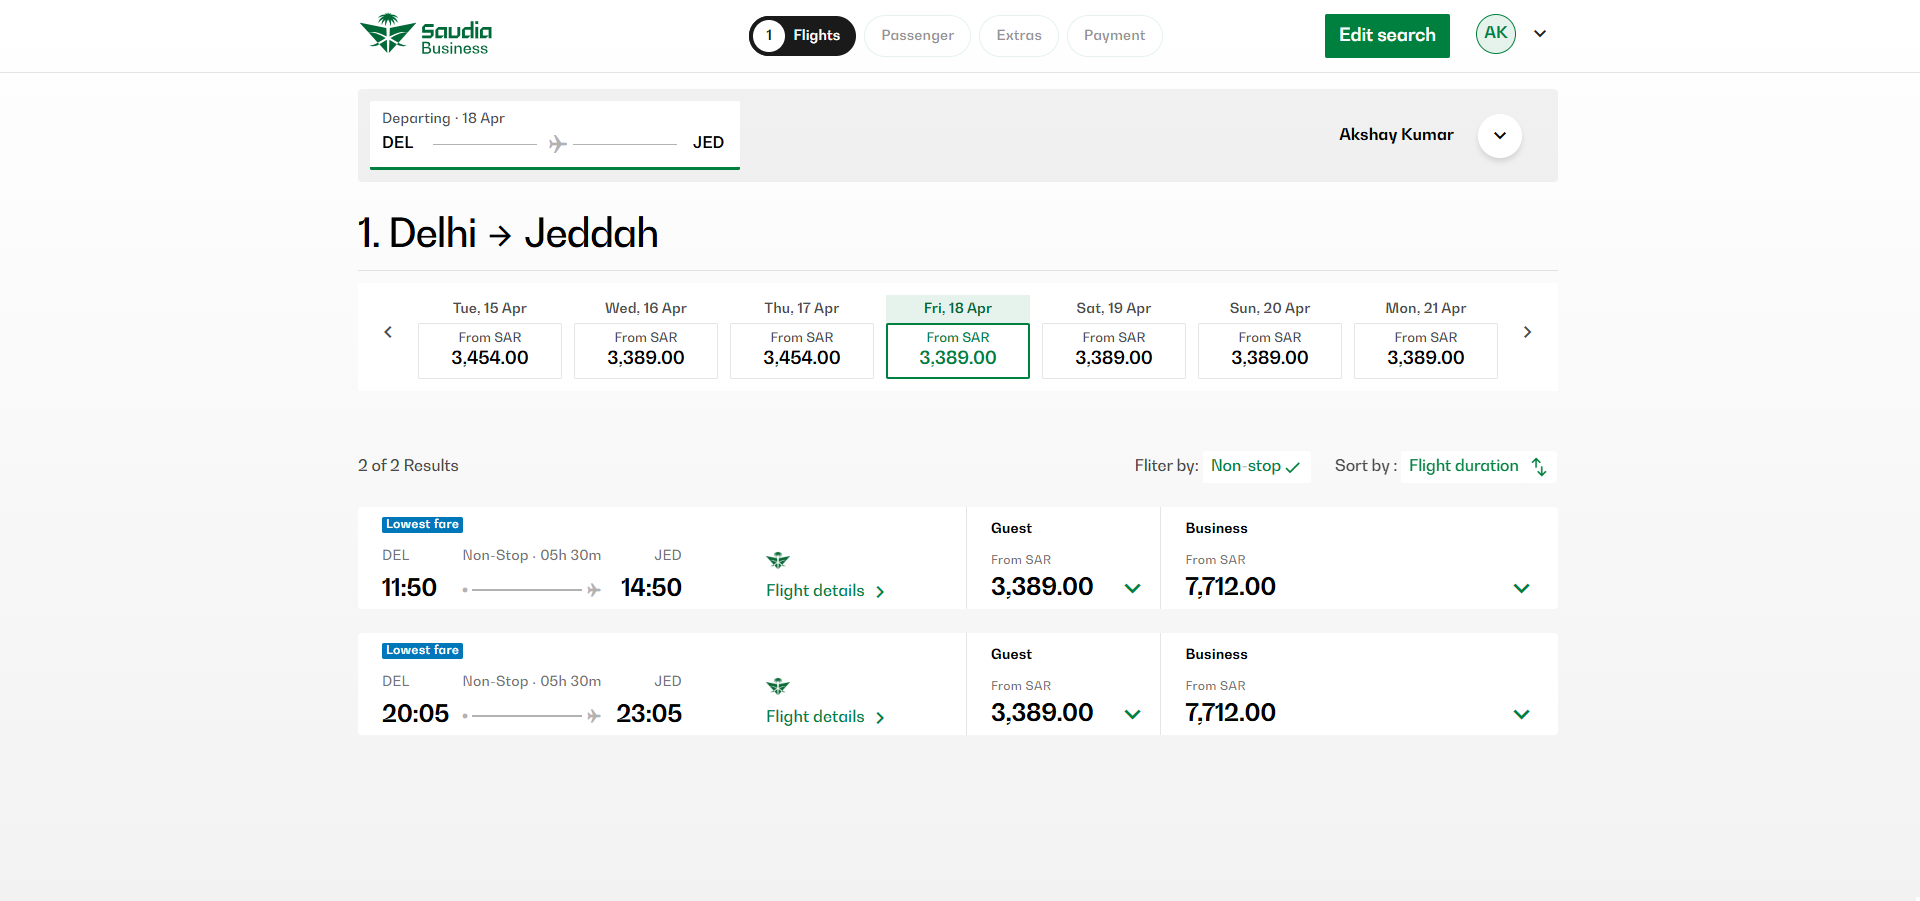 Saudia
Business
1 Flights
Passenger
Extras
Payment
Edit search
AK
Departing · 18 Apr
DEL JED
Akshay Kumar
1. Delhi → Jeddah
Tue, 15 Apr
From SAR
3,454.00
Wed, 16 Apr
From SAR
3,389.00
Thu, 17 Apr
From SAR
3,454.00
Fri, 18 Apr
From SAR
3,389.00
Sat, 19 Apr
From SAR
3,389.00
Sun, 20 Apr
From SAR
3,389.00
Mon, 21 Apr
From SAR
3,389.00
2 of 2 Results
Fliter by: Non-stop
Sort by : Flight duration
Lowest fare
DEL Non-Stop · 05h 30m JED
11:50 14:50
Flight details
Guest
From SAR
3,389.00
Business
From SAR
7,712.00
Lowest fare
DEL Non-Stop · 05h 30m JED
20:05 23:05
Flight details
Guest
From SAR
3,389.00
Business
From SAR
7,712.00